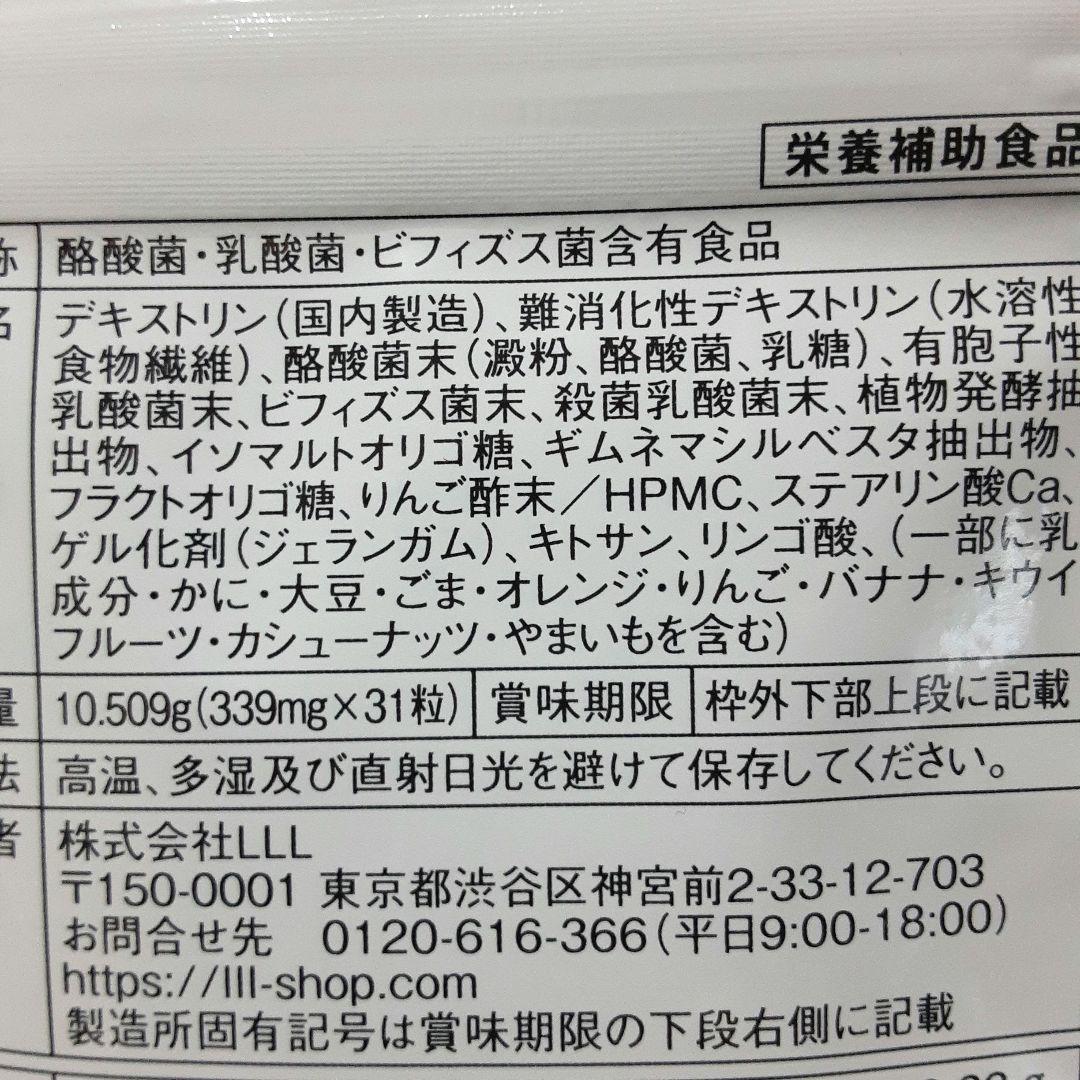 栄養補助食品
称 酪酸菌・乳酸菌・ビフィズス菌含有食品
名 デキストリン(国内製造)、難消化性デキストリン(水溶性
食物繊維)、酪酸菌末(澱粉、酪酸菌、乳糖)、有胞子性
乳酸菌末、ビフィズス菌末、殺菌乳酸菌末、植物発酵抽
出物、イソマルトオリゴ糖、ギムネマシルベスタ抽出物、
フラクトオリゴ糖、りんご酢末/HPMC、ステアリン酸Ca、
ゲル化剤(ジェランガム)、キトサン、リンゴ酸、(一部に乳
成分・かに・大豆・ごま・オレンジ・りんご・バナナ・キウイ
フルーツ・カシューナッツ・やまいもを含む)
量 10.509g(339mg×31粒) 賞味期限 枠外下部上段に記載
法 高温、多湿及び直射日光を避けて保存してください。
者 株式会社LLL
〒150-0001 東京都渋谷区神宮前2-33-12-703
お問合せ先 0120-616-366(平日9:00-18:00)
https://lll-shop.com
製造所固有記号は賞味期限の下段右側に記載